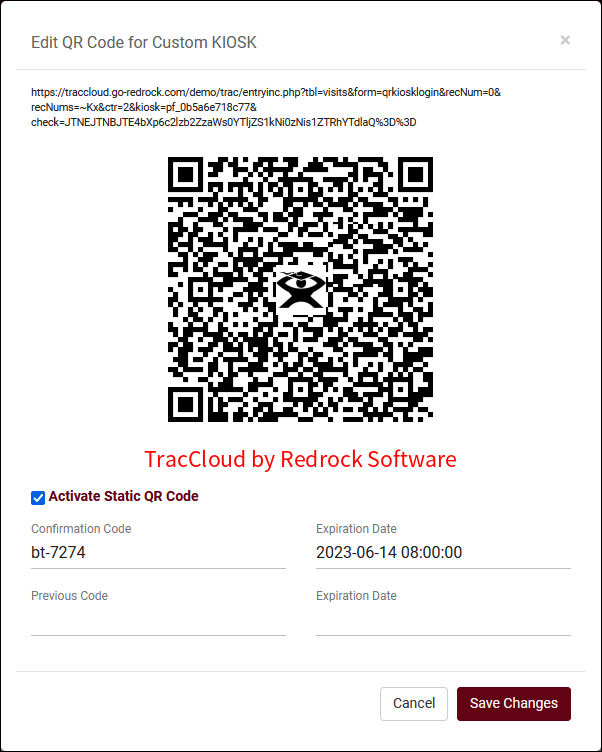 Edit QR Code for Custom KIOSK
×
https://traccloud.go-redrock.com/demo/trac/entryinc.php?tbl=visits&form=qrkiosklogin&recNum=0&
recNums=~Kx&ctr=2&kiosk=pf_0b5a6e718c77&
check=JTNEJTNBJTE4bXp6c2lzb2ZzaWs0YTljZS1kNi0zNis1ZTRhYTdlaQ%3D%3D
TracCloud by Redrock Software
Activate Static QR Code
Confirmation Code Expiration Date
bt-7274 2023-06-14 08:00:00
Previous Code Expiration Date
Cancel Save Changes